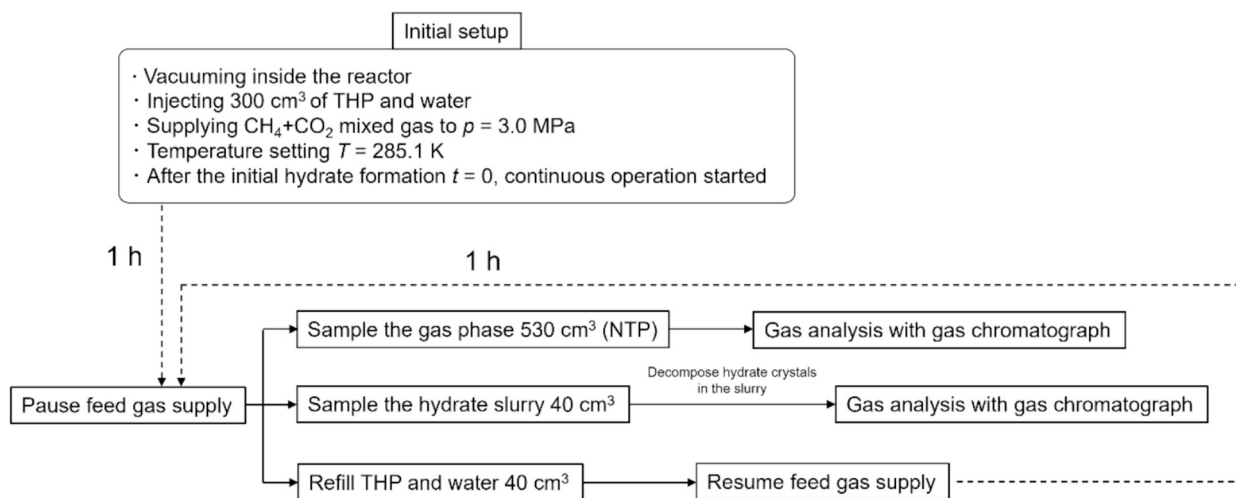 Initial setup
· Vacuuming inside the reactor
· Injecting 300 cm³ of THP and water
· Supplying CH₄+CO₂ mixed gas to p = 3.0 MPa
· Temperature setting T = 285.1 K
· After the initial hydrate formation t = 0, continuous operation started
1 h
1 h
Sample the gas phase 530 cm³ (NTP)
Gas analysis with gas chromatograph
Decompose hydrate crystals
in the slurry
Pause feed gas supply
Sample the hydrate slurry 40 cm³
Gas analysis with gas chromatograph
Refill THP and water 40 cm³
Resume feed gas supply